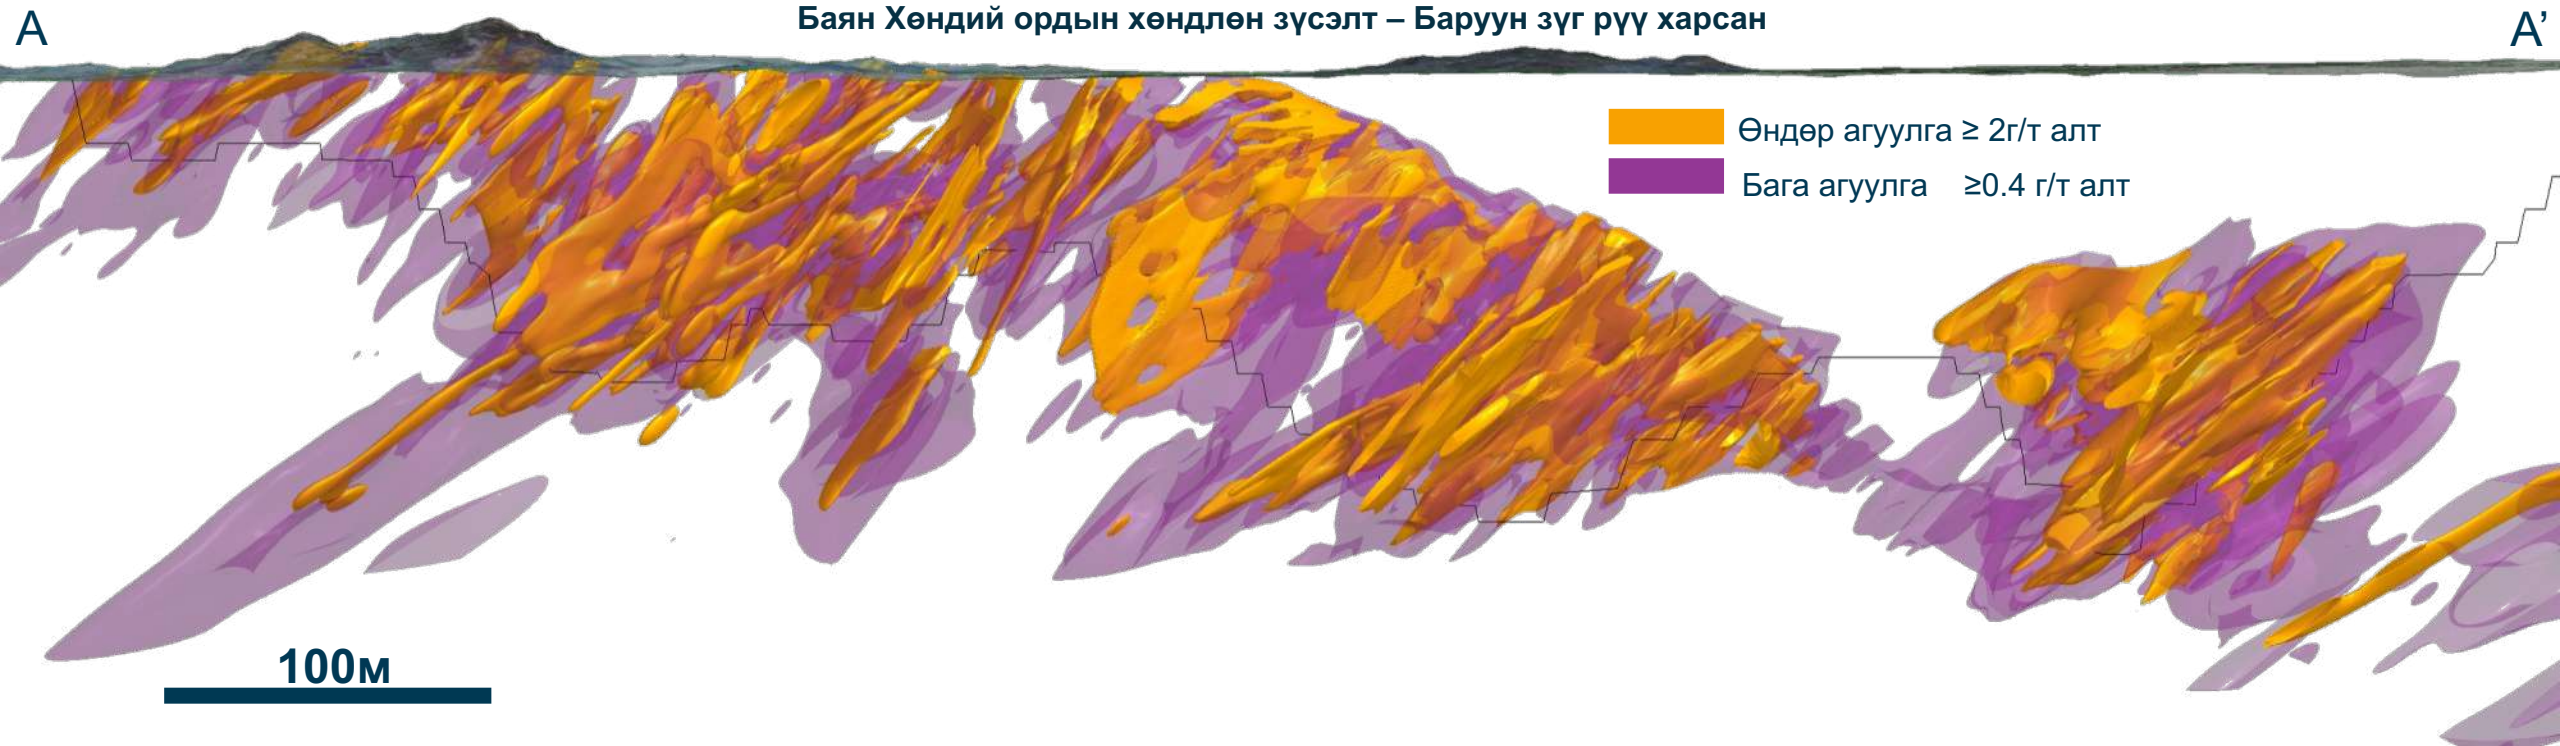 А
Баян Хөндий ордын хөндлөн зүсэлт – Баруун зүг рүү харсан
А’
Өндөр агуулга ≥ 2г/т алт
Бага агуулга ≥0.4 г/т алт
100м